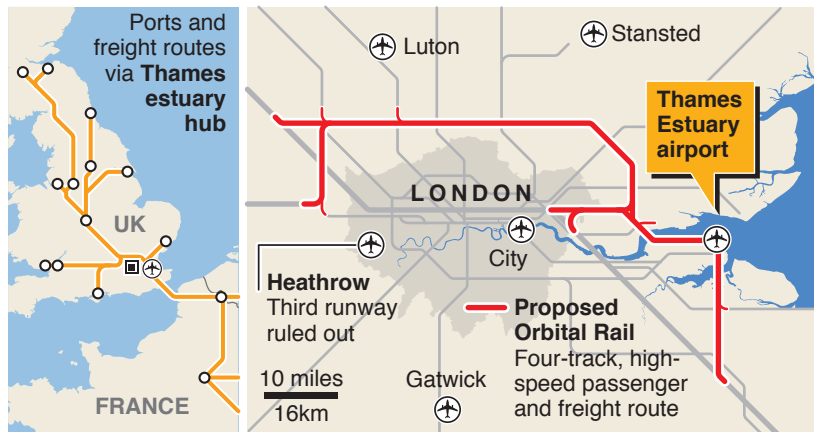 Ports and
freight routes
via Thames
estuary
hub
UK
FRANCE
Luton
Stansted
Thames
Estuary
airport
LONDON
City
Heathrow
Third runway
ruled out
Proposed
Orbital Rail
Four-track, high-
speed passenger
and freight route
10 miles
16km
Gatwick